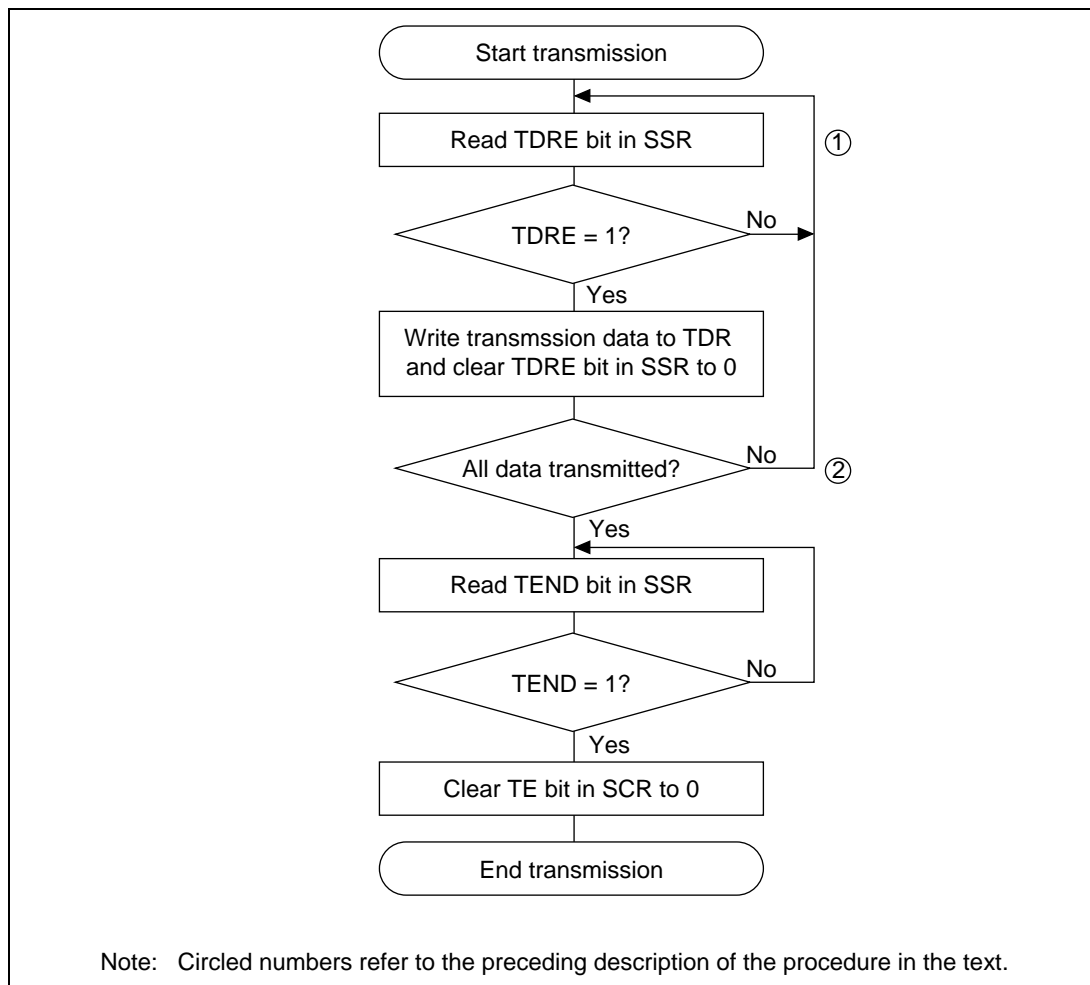 Start transmission
Read TDRE bit in SSR
①
TDRE = 1?
No
Yes
Write transmssion data to TDR
and clear TDRE bit in SSR to 0
All data transmitted?
No
②
Yes
Read TEND bit in SSR
TEND = 1?
No
Yes
Clear TE bit in SCR to 0
End transmission
Note: Circled numbers refer to the preceding description of the procedure in the text.